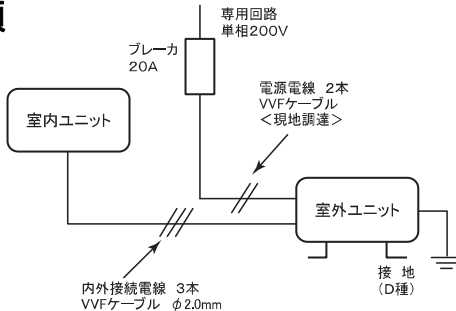 専用回路
単相200V
ブレーカ
20A
電源電線 2本
VVFケーブル
＜現地調達＞
室内ユニット
室外ユニット
接 地
（D種）
内外接続電線 3本
VVFケーブル φ2.0mm